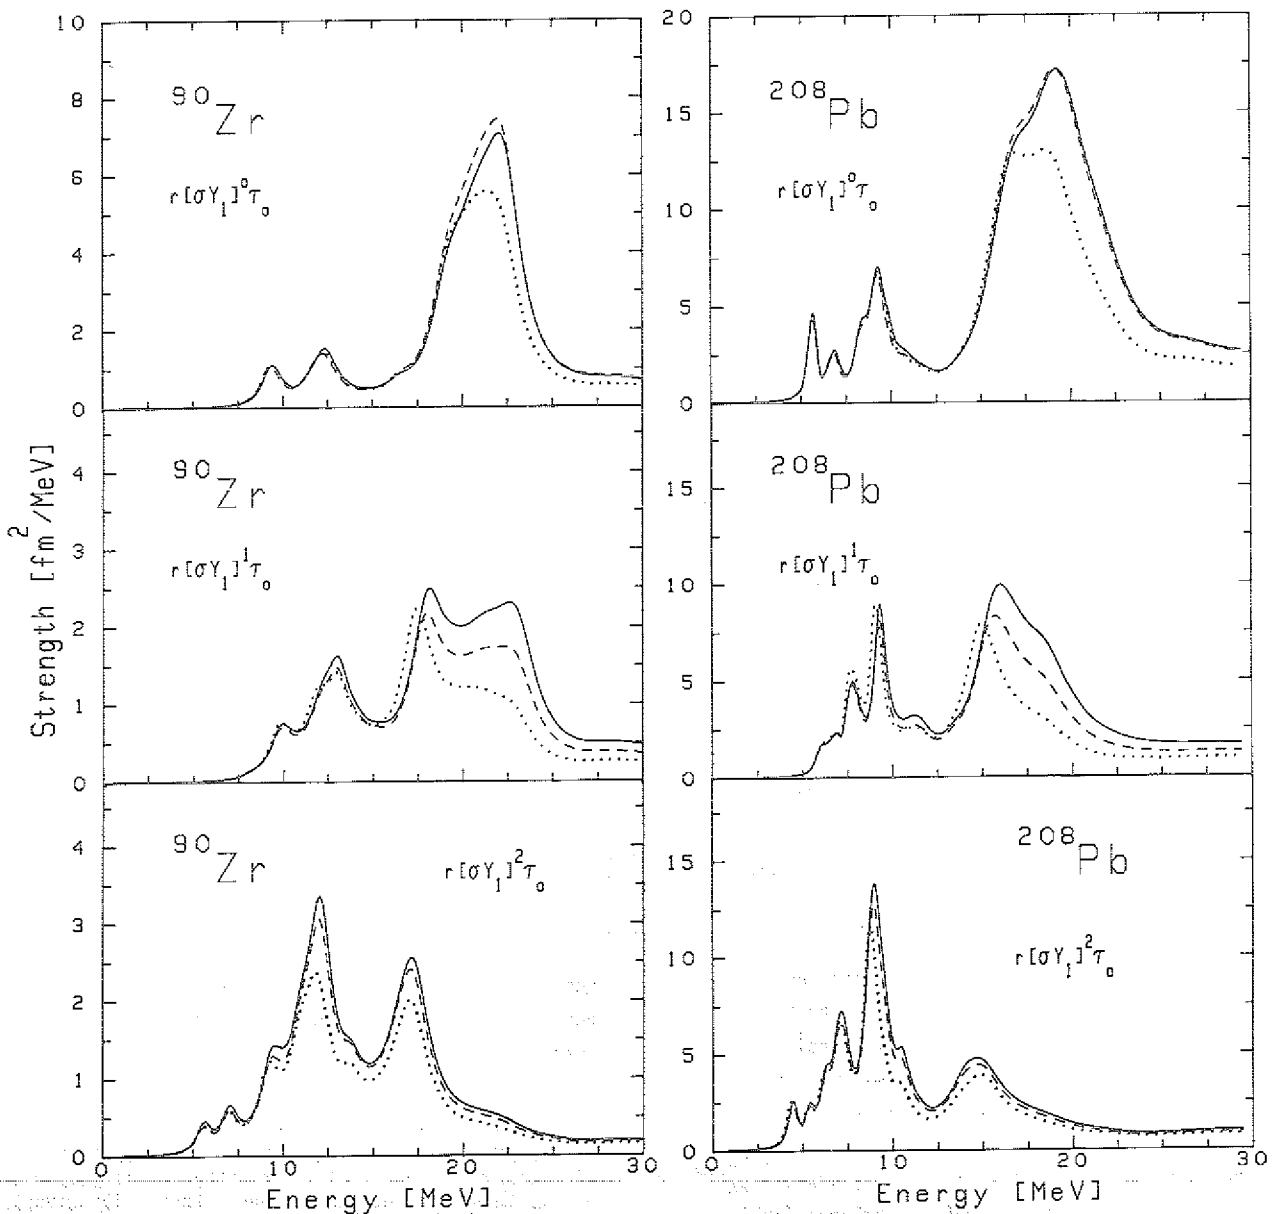 10
8
6
4
2
0
⁹⁰Zr
r[σY₁]⁰τ₀
20
15
10
5
0
²⁰⁸Pb
r[σY₁]⁰τ₀
4
3
2
1
0
⁹⁰Zr
r[σY₁]¹τ₀
15
10
5
0
²⁰⁸Pb
r[σY₁]¹τ₀
Strength [fm²/MeV]
4
3
2
1
0
⁹⁰Zr
r[σY₁]²τ₀
15
10
5
0
²⁰⁸Pb
r[σY₁]²τ₀
0 10 20 30
Energy [MeV]
0 10 20 30
Energy [MeV]